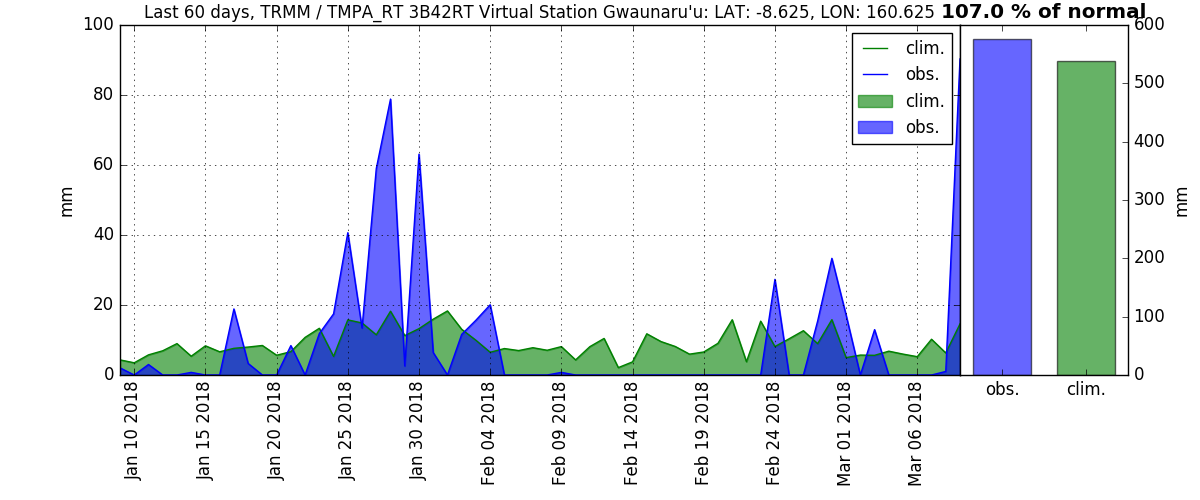 Last 60 days, TRMM / TMPA_RT 3B42RT Virtual Station Gwaunaru'u: LAT: -8.625, LON: 160.625 107.0 % of normal
100
80
60
40
20
0
mm
clim.
obs.
clim.
obs.
600
500
400
300
200
100
0
mm
obs.
clim.
Jan 10 2018
Jan 15 2018
Jan 20 2018
Jan 25 2018
Jan 30 2018
Feb 04 2018
Feb 09 2018
Feb 14 2018
Feb 19 2018
Feb 24 2018
Mar 01 2018
Mar 06 2018